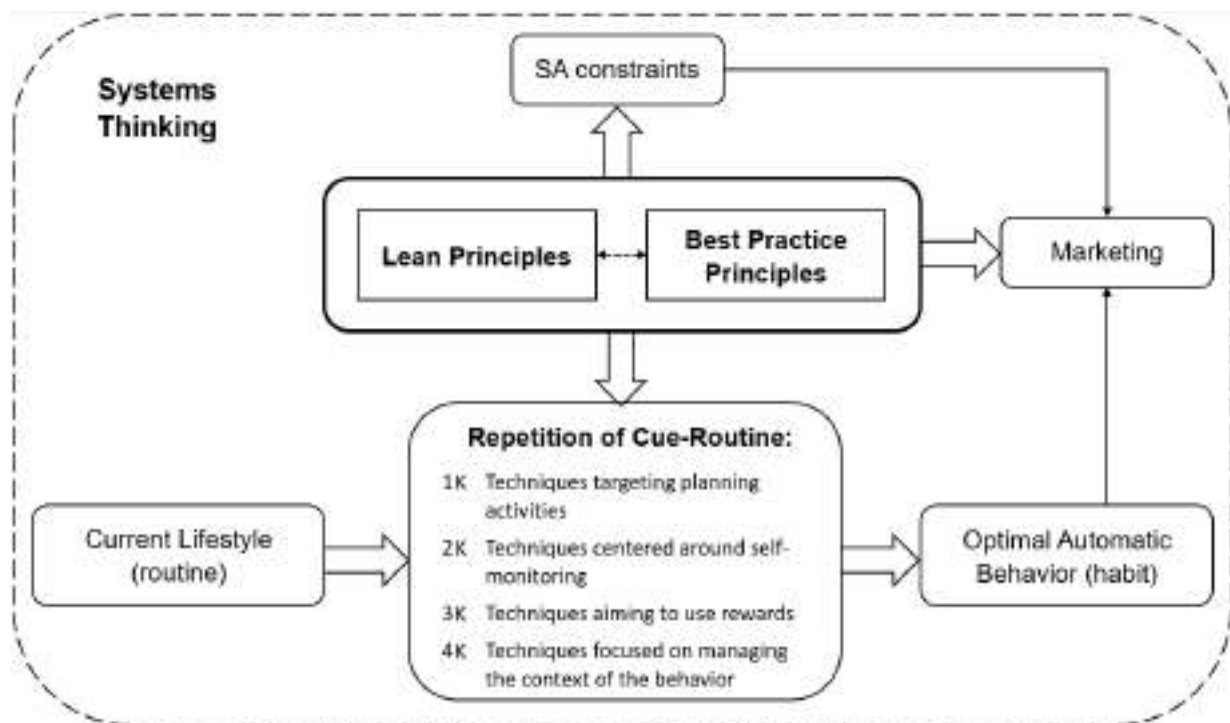 SA constraints
Systems
Thinking
Lean Principles
Best Practice
Principles
Marketing
Repetition of Cue-Routine:
1K Techniques targeting planning
activities
2K Techniques centered around self-
monitoring
3K Techniques aiming to use rewards
4K Techniques focused on managing
the context of the behavior
Current Lifestyle
(routine)
Optimal Automatic
Behavior (habit)